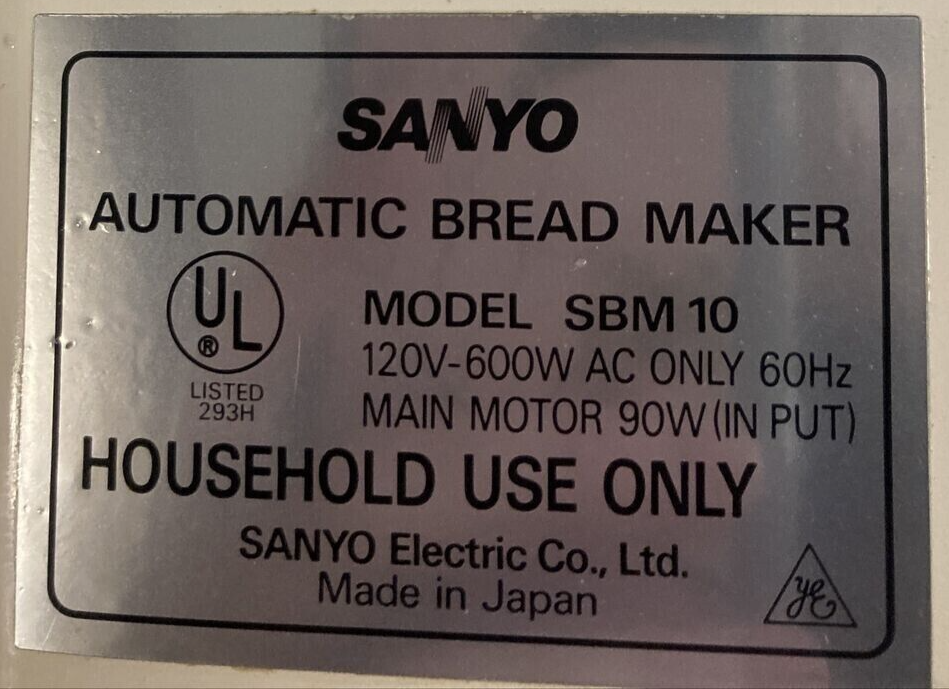 SANYO
AUTOMATIC BREAD MAKER
UL
®
LISTED
293H
MODEL SBM 10
120V-600W AC ONLY 60Hz
MAIN MOTOR 90W(IN PUT)
HOUSEHOLD USE ONLY
SANYO Electric Co., Ltd.
Made in Japan